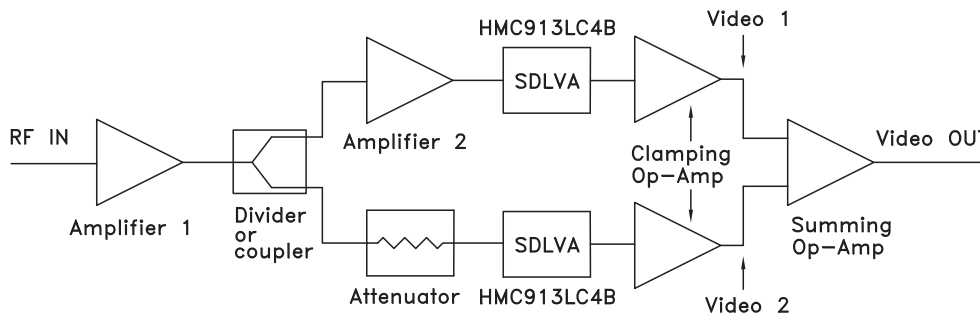 Video 1
HMC913LC4B
SDLVA
RF IN
Amplifier 2
Video OUT
Clamping
Op-Amp
Amplifier 1
Divider
or
coupler
Summing
Op-Amp
SDLVA
Attenuator
HMC913LC4B
Video 2